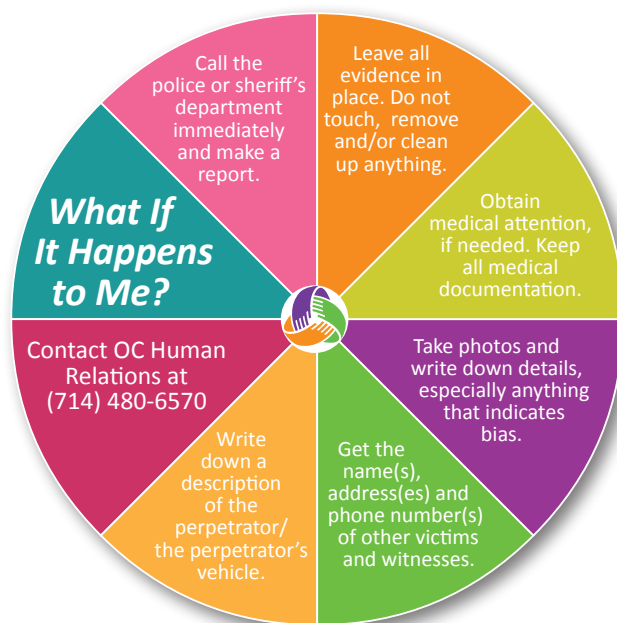 What If
It Happens
to Me?
Call the
police or sheriff's
department
immediately
and make a
report.
Leave all
evidence in
place. Do not
touch, remove
and/or clean
up anything.
Obtain
medical attention,
if needed. Keep
all medical
documentation.
Take photos and
write down details,
especially anything
that indicates
bias.
Get the
name(s),
address(es) and
phone number(s)
of other victims
and witnesses.
Write
down a
description
of the
perpetrator/
the perpetrator's
vehicle.
Contact OC Human
Relations at
(714) 480-6570